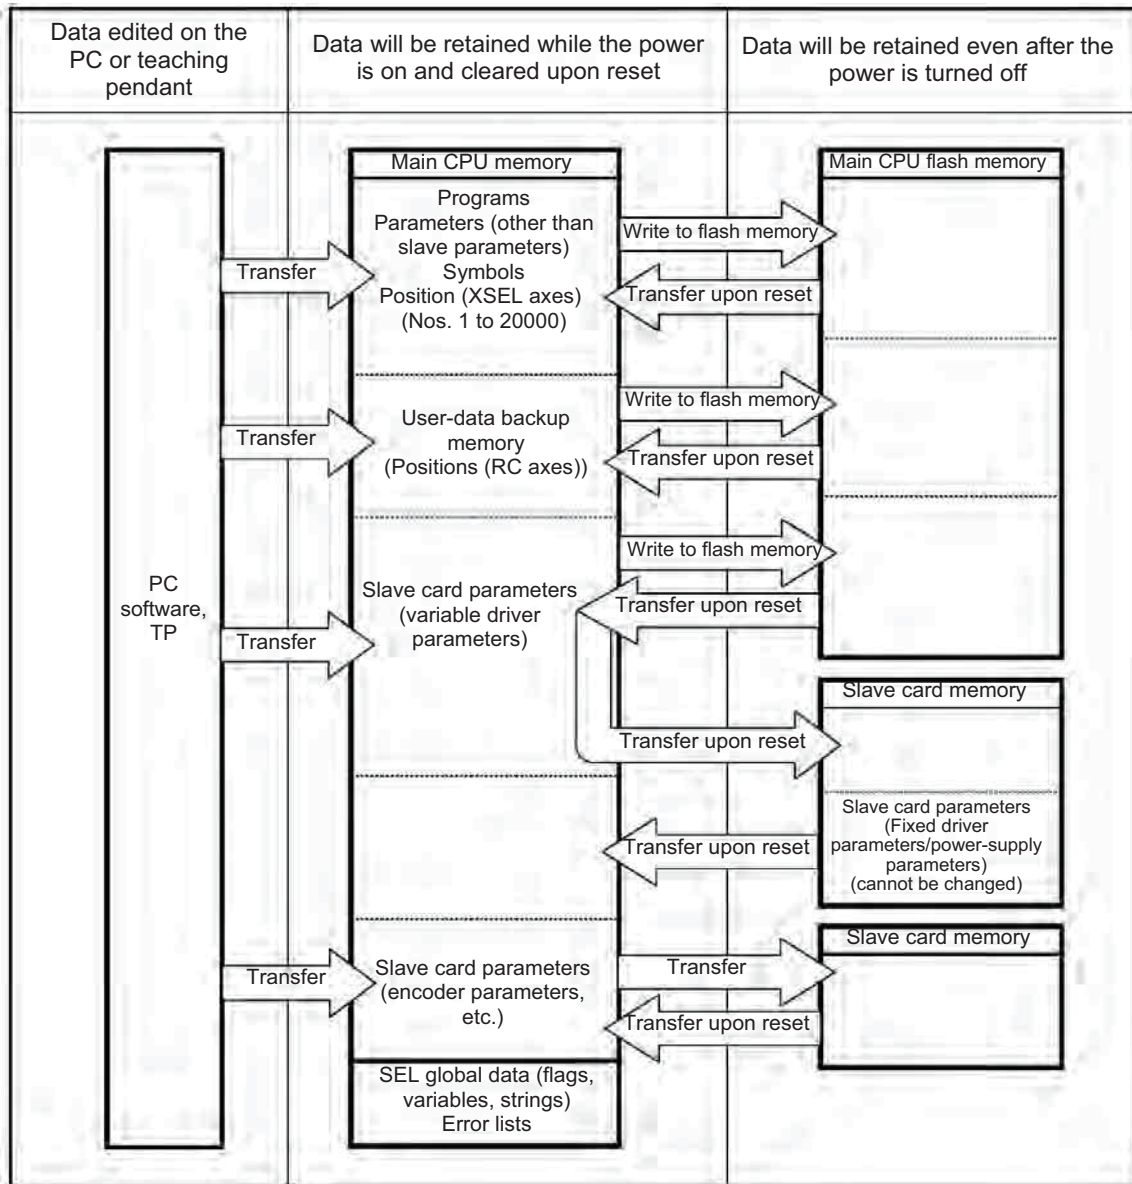 Data edited on the
PC or teaching
pendant
Data will be retained while the power
is on and cleared upon reset
Data will be retained even after the
power is turned off
PC
software,
TP
Transfer
Transfer
Transfer
Transfer
Main CPU memory
Programs
Parameters (other than
slave parameters)
Symbols
Position (XSEL axes)
(Nos. 1 to 20000)
User-data backup
memory
(Positions (RC axes))
Slave card parameters
(variable driver
parameters)
Slave card parameters
(encoder parameters,
etc.)
SEL global data (flags,
variables, strings)
Error lists
Write to flash memory
Transfer upon reset
Write to flash memory
Transfer upon reset
Write to flash memory
Transfer upon reset
Transfer upon reset
Transfer upon reset
Transfer
Transfer upon reset
Main CPU flash memory
Slave card memory
Slave card parameters
(Fixed driver
parameters/power-supply
parameters)
(cannot be changed)
Slave card memory